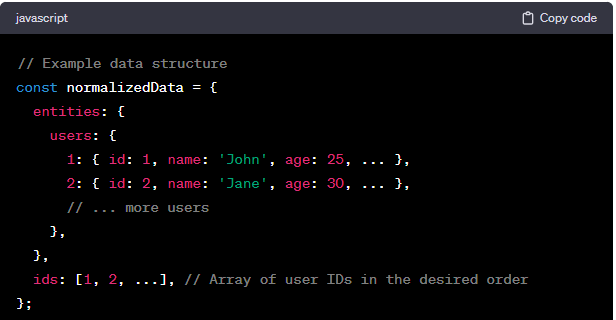 javascript
Copy code
// Example data structure
const normalizedData = {
  entities: {
    users: {
      1: { id: 1, name: 'John', age: 25, ... },
      2: { id: 2, name: 'Jane', age: 30, ... },
      // ... more users
    },
  },
  ids: [1, 2, ...], // Array of user IDs in the desired order
};